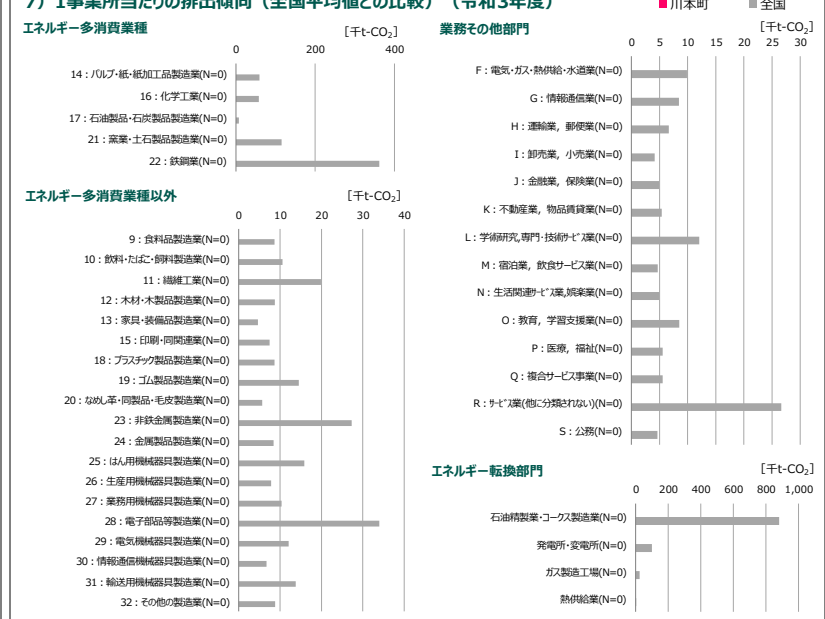 7）1事業所当たりの排出傾向（全国平均値との比較）（令和3年度）
■川本町 ■全国
エネルギー多消費業種
[千t-CO₂]
0 200 400
14：パルプ・紙・紙加工品製造業(N=0)
16：化学工業(N=0)
17：石油製品・石炭製品製造業(N=0)
21：窯業・土石製品製造業(N=0)
22：鉄鋼業(N=0)
エネルギー多消費業種以外
[千t-CO₂]
0 10 20 30 40
9：食料品製造業(N=0)
10：飲料・たばこ・飼料製造業(N=0)
11：繊維工業(N=0)
12：木材・木製品製造業(N=0)
13：家具・装備品製造業(N=0)
15：印刷・同関連業(N=0)
18：プラスチック製品製造業(N=0)
19：ゴム製品製造業(N=0)
20：なめし革・同製品・毛皮製造業(N=0)
23：非鉄金属製造業(N=0)
24：金属製品製造業(N=0)
25：はん用機械器具製造業(N=0)
26：生産用機械器具製造業(N=0)
27：業務用機械器具製造業(N=0)
28：電子部品等製造業(N=0)
29：電気機械器具製造業(N=0)
30：情報通信機械器具製造業(N=0)
31：輸送用機械器具製造業(N=0)
32：その他の製造業(N=0)
業務その他部門
[千t-CO₂]
0 5 10 15 20 25 30
F：電気・ガス・熱供給・水道業(N=0)
G：情報通信業(N=0)
H：運輸業，郵便業(N=0)
I：卸売業，小売業(N=0)
J：金融業，保険業(N=0)
K：不動産業，物品賃貸業(N=0)
L：学術研究,専門・技術ｻｰﾋﾞｽ業(N=0)
M：宿泊業，飲食サービス業(N=0)
N：生活関連ｻｰﾋﾞｽ業,娯楽業(N=0)
O：教育，学習支援業(N=0)
P：医療，福祉(N=0)
Q：複合サービス事業(N=0)
R：ｻｰﾋﾞｽ業(他に分類されない)(N=0)
S：公務(N=0)
エネルギー転換部門
[千t-CO₂]
0 200 400 600 800 1,000
石油精製業・コークス製造業(N=0)
発電所・変電所(N=0)
ガス製造工場(N=0)
熱供給業(N=0)